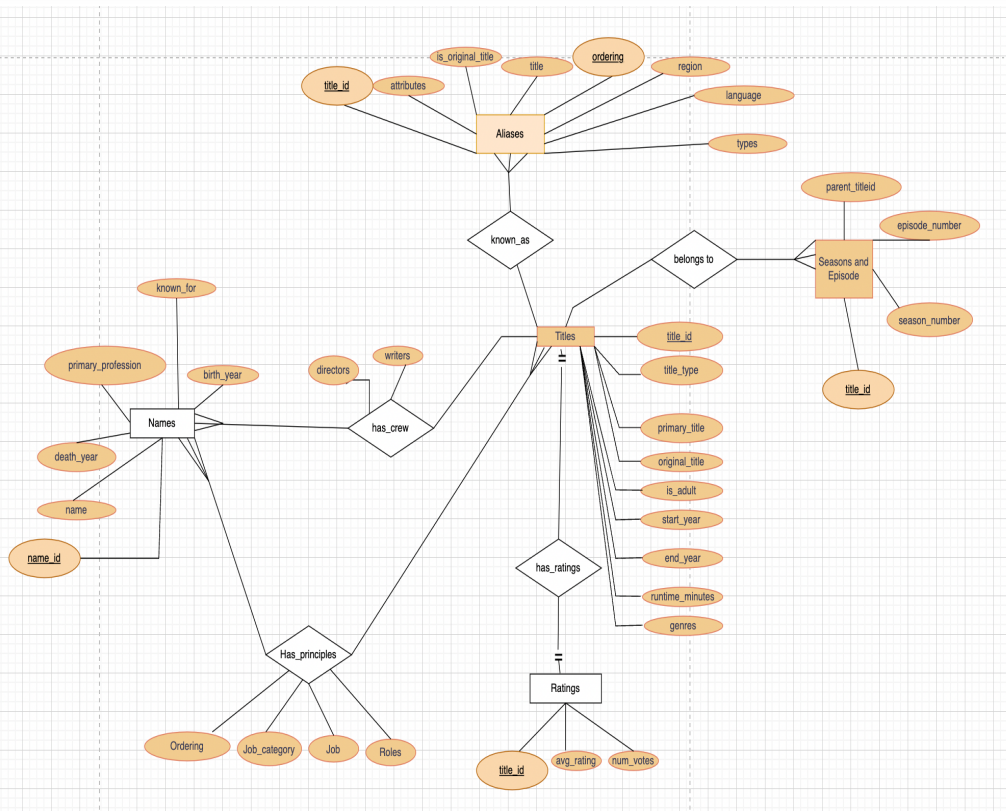 is_original_title
title
ordering
region
title_id
attributes
language
Aliases
types
parent_titleid
episode_number
known_as
belongs to
Seasons and
Episode
known_for
season_number
Titles
title_id
writers
primary_profession
birth_year
directors
title_type
title_id
Names
has_crew
primary_title
death_year
original_title
is_adult
name
start_year
name_id
end_year
has_ratings
runtime_minutes
genres
Has_principles
Ratings
Ordering
Job_category
Job
Roles
title_id
avg_rating
num_votes